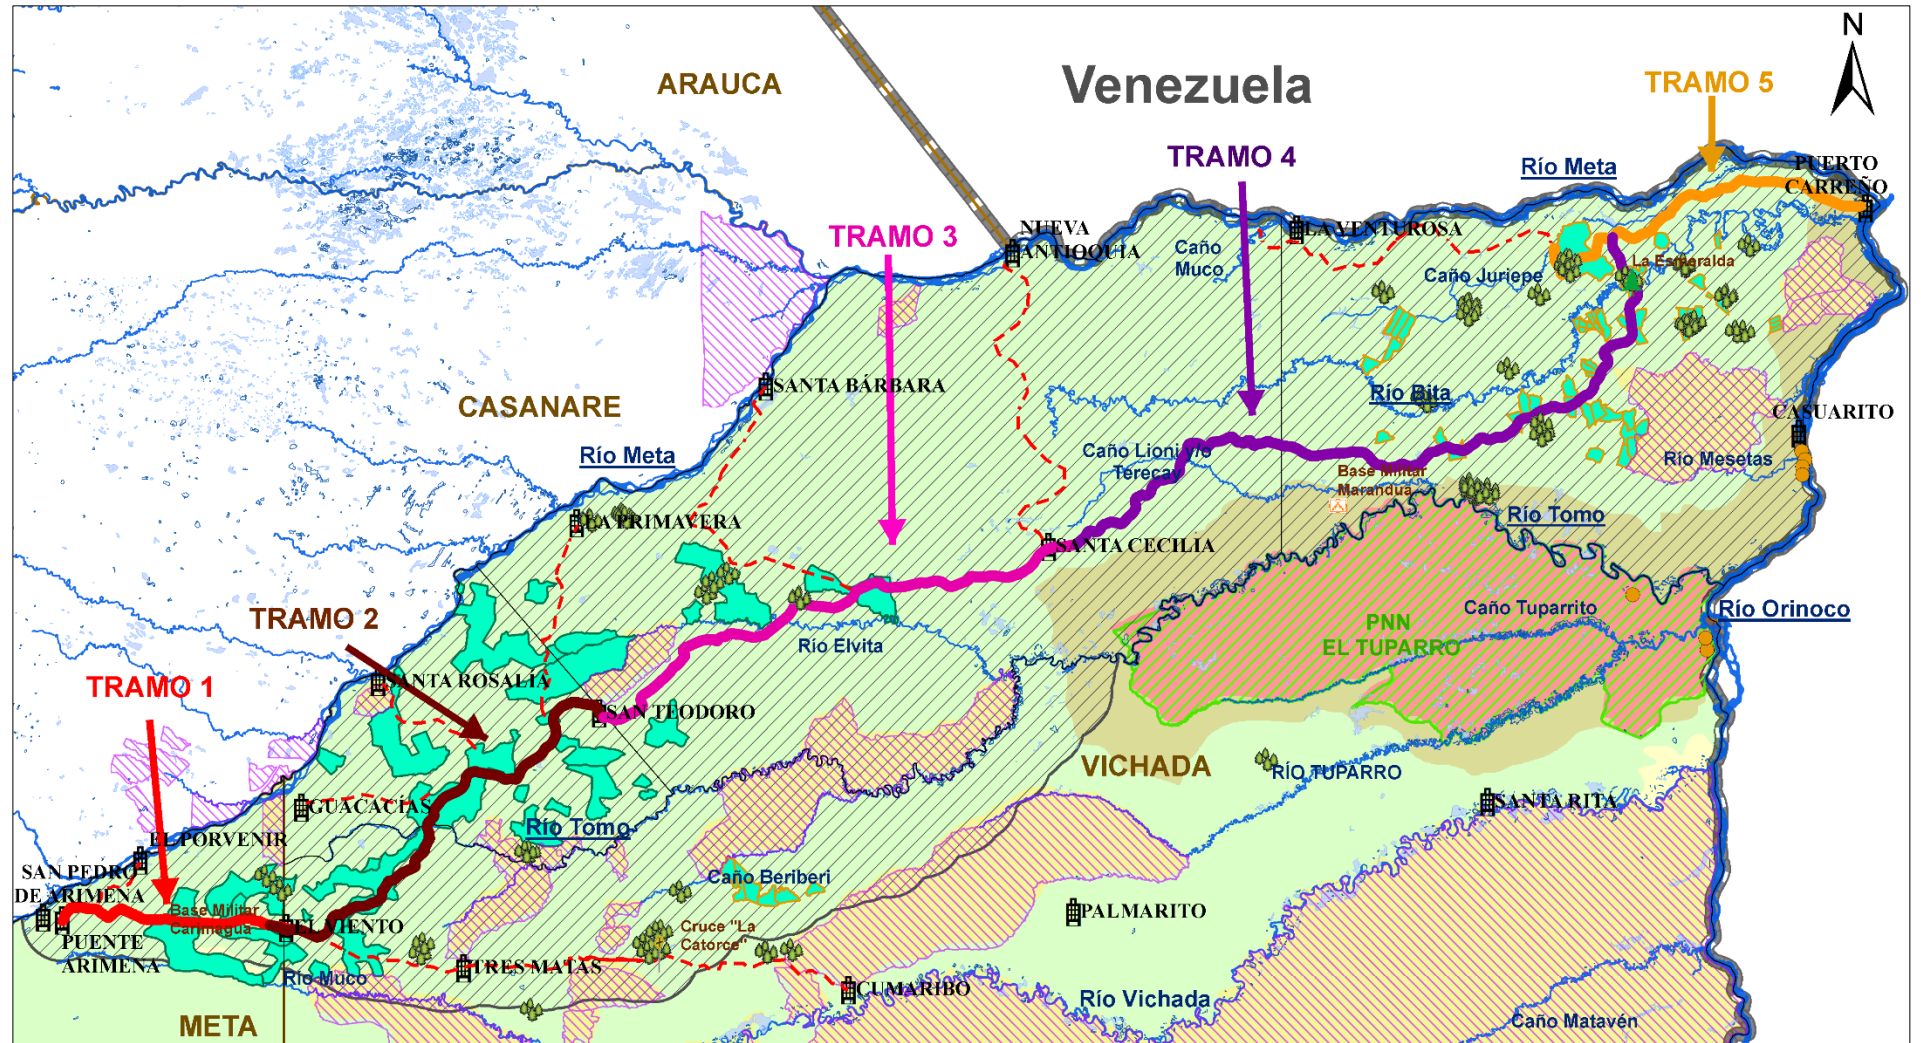 N
ARAUCA
Venezuela
TRAMO 5
TRAMO 4
Río Meta
PUERTO
CARREÑO
TRAMO 3
NUEVA
ANTIOQUIA
LA VENTUROSA
Caño
Muco
Caño Juriepe
La Esmeralda
SANTA BÁRBARA
CASANARE
Río Bita
CASUARITO
Río Meta
Caño Lioni y/o
Terecay
Río Mesetas
Base Militar
Marandua
LA PRIMAVERA
Río Tomo
SANTA CECILIA
TRAMO 2
Caño Tuparrito
Río Orinoco
PNN
EL TUPARRO
Río Elvita
SANTA ROSALÍA
TRAMO 1
SAN TEODORO
VICHADA
RÍO TUPARRO
SANTA RITA
GUACACÍAS
Río Tomo
EL PORVENIR
SAN PEDRO
DE ARIMENA
Caño Beriberi
Base Militar
Carimagua
PALMARITO
EL VIENTO
Cruce "La
Catorce"
PUENTE
ARIMENA
TRES MATAS
Río Muco
CUMARIBO
Río Vichada
META
Caño Matavén